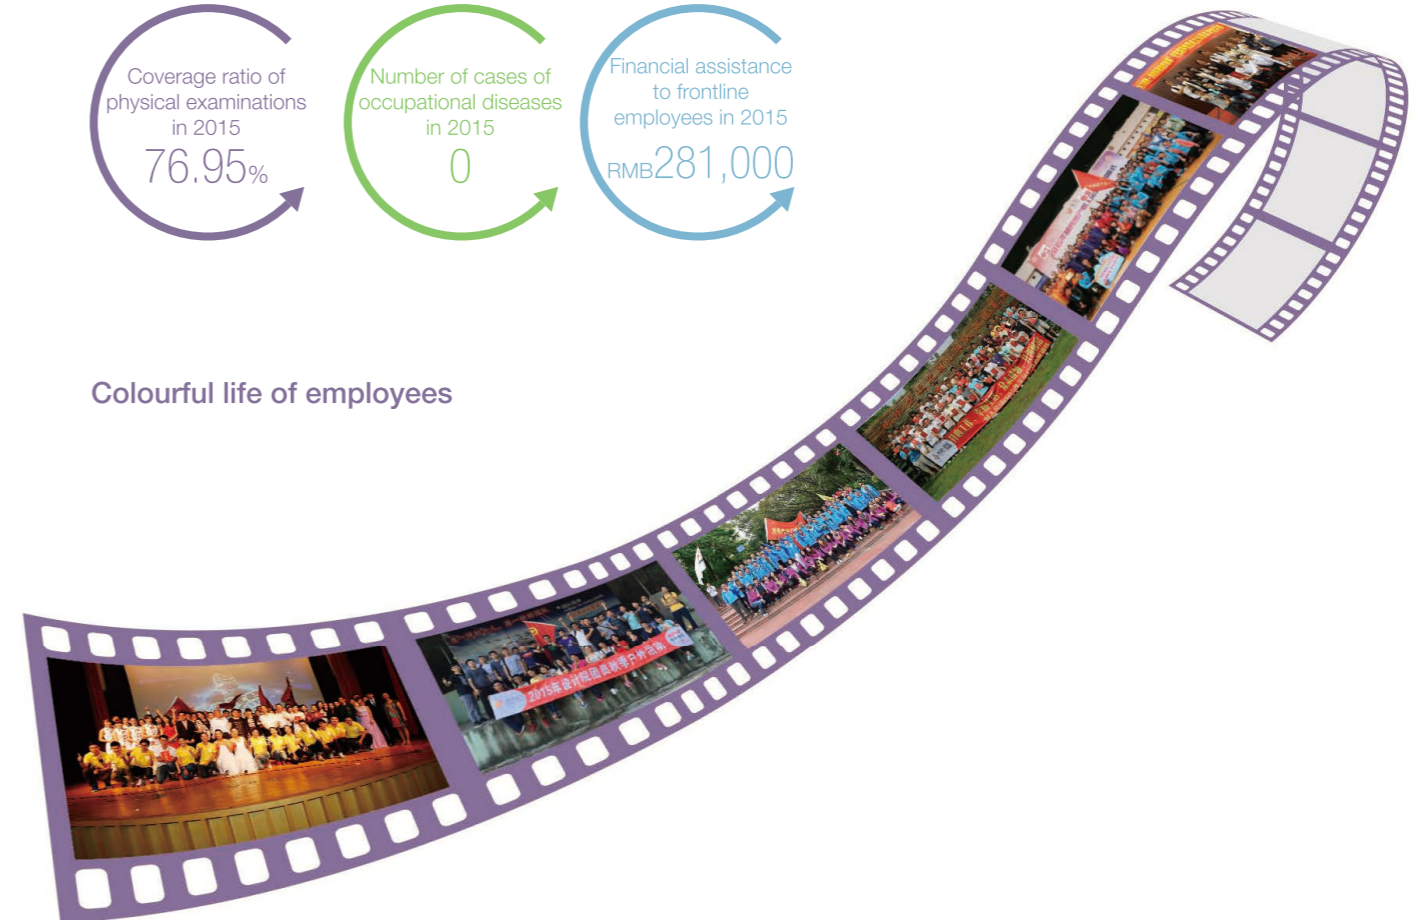 Coverage ratio of
physical examinations
in 2015
76.95%
Number of cases of
occupational diseases
in 2015
0
Financial assistance
to frontline
employees in 2015
RMB281,000
Colourful life of employees
2015年设计院团员秋季户外活动